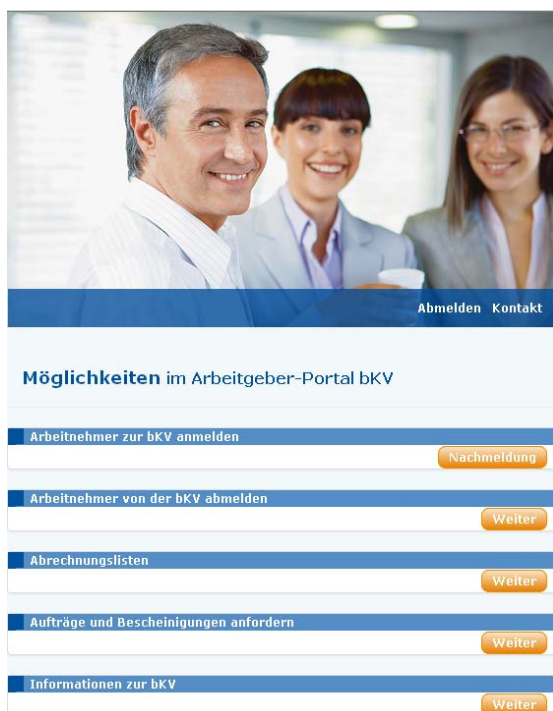 Abmelden Kontakt
Möglichkeiten im Arbeitgeber-Portal bKV
Arbeitnehmer zur bKV anmelden
Nachmeldung
Arbeitnehmer von der bKV abmelden
Weiter
Abrechnungslisten
Weiter
Aufträge und Bescheinigungen anfordern
Weiter
Informationen zur bKV
Weiter